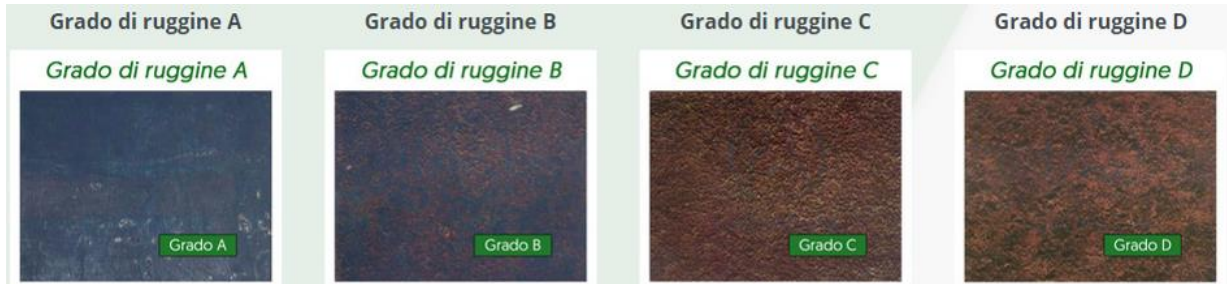 Grado di ruggine A
Grado di ruggine B
Grado di ruggine C
Grado di ruggine D
Grado di ruggine A
Grado di ruggine B
Grado di ruggine C
Grado di ruggine D
Grado A
Grado B
Grado C
Grado D